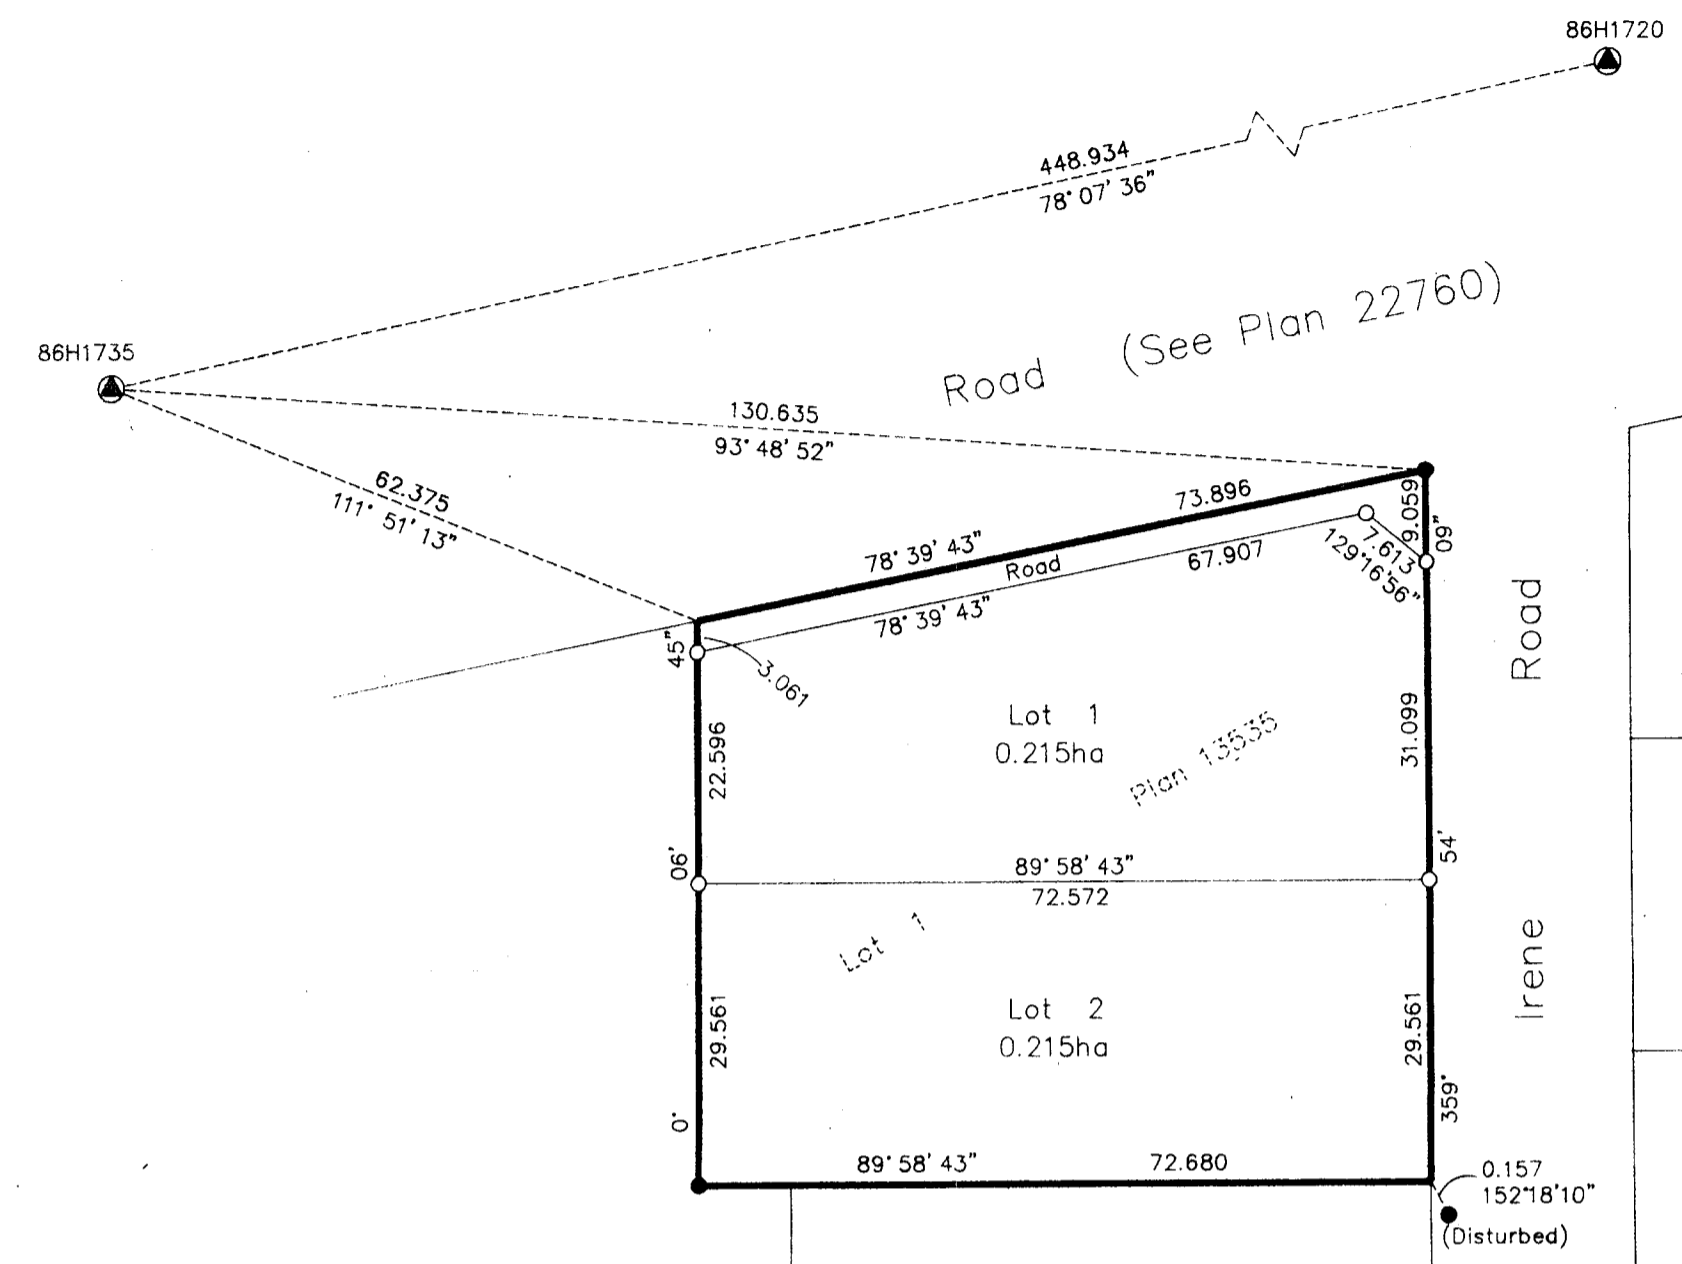 86H1720
448.934
78° 07' 36"
Road (See Plan 22760)
86H1735
130.635
93° 48' 52"
62.375
111° 51' 13"
73.896
78° 39' 43"
Road
67.907
78° 39' 43"
9.059
09"
7.613
129°16'56"
45"
3.061
Lot 1
0.215ha
Plan 13535
22.596
31.099
06'
54'
89° 58' 43"
72.572
Lot 1
Lot 2
0.215ha
29.561
29.561
0°
359°
Irene Road
89° 58' 43"
72.680
0.157
152°18'10"
(Disturbed)